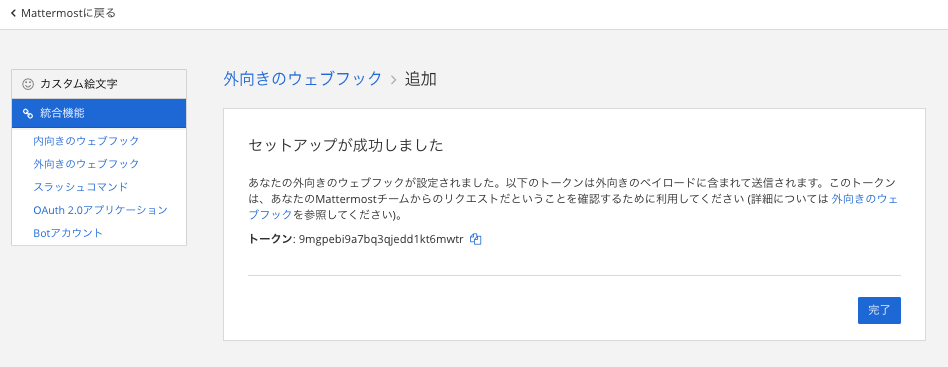 Mattermostに戻る
カスタム絵文字
統合機能
内向きのウェブフック
外向きのウェブフック
スラッシュコマンド
OAuth 2.0アプリケーション
Botアカウント
外向きのウェブフック > 追加
セットアップが成功しました
あなたの外向きのウェブフックが設定されました。以下のトークンは外向きのペイロードに含まれて送信されます。このトークン
は、あなたのMattermostチームからのリクエストだということを確認するために利用してください (詳細については 外向きのウェ
ブフックを参照してください)。
トークン: 9mgpebi9a7bq3qjedd1kt6mwtr
完了